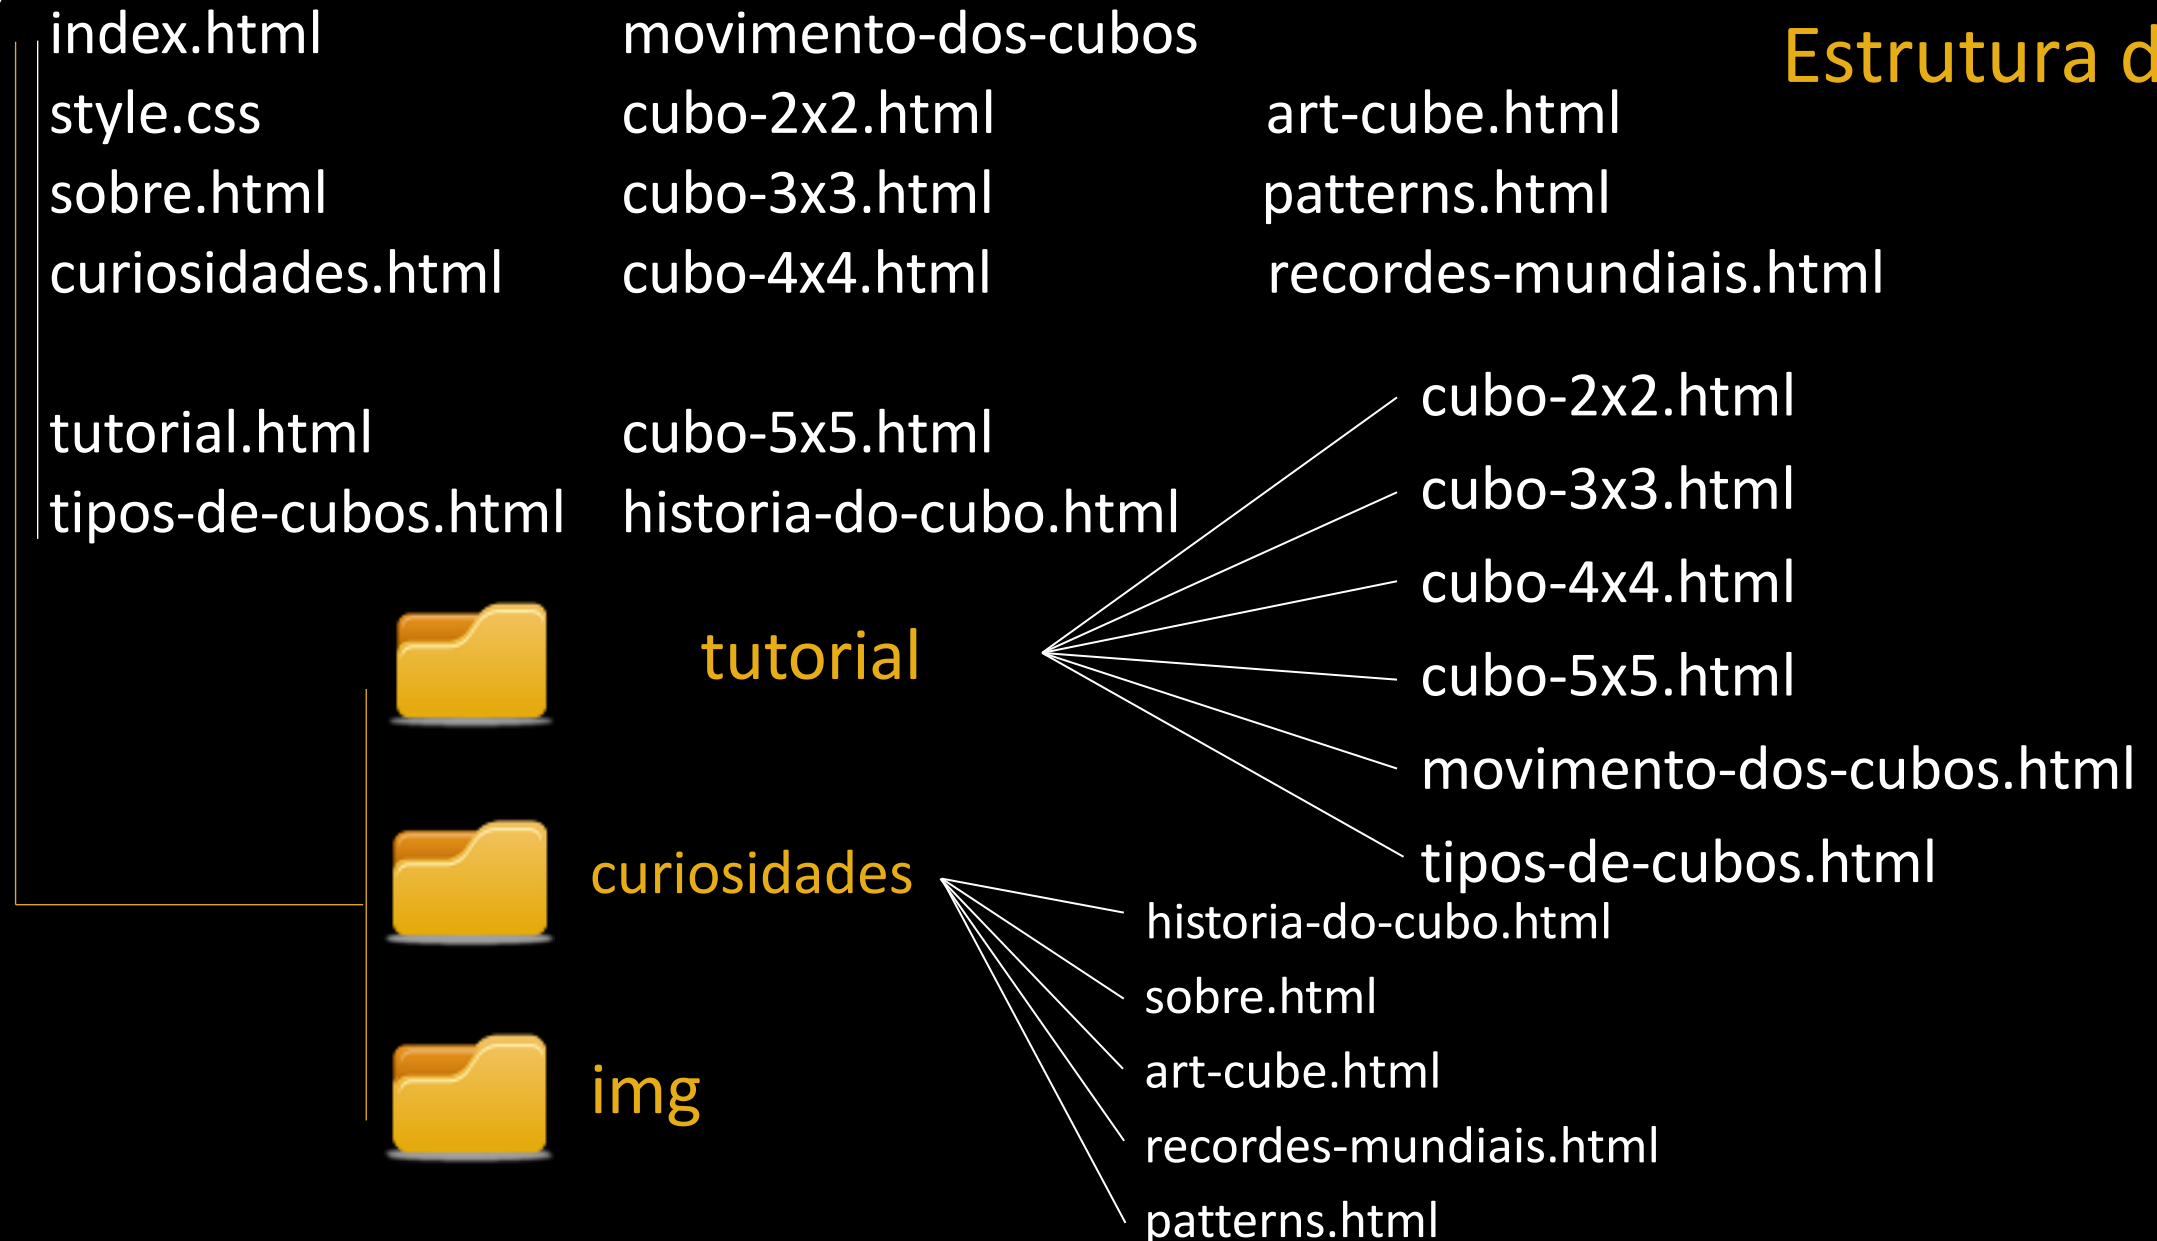 index.html
style.css
sobre.html
curiosidades.html
tutorial.html
tipos-de-cubos.html
movimento-dos-cubos
cubo-2x2.html
cubo-3x3.html
cubo-4x4.html
cubo-5x5.html
historia-do-cubo.html
art-cube.html
patterns.html
recordes-mundiais.html
Estrutura d
tutorial
cubo-2x2.html
cubo-3x3.html
cubo-4x4.html
cubo-5x5.html
movimento-dos-cubos.html
tipos-de-cubos.html
curiosidades
historia-do-cubo.html
sobre.html
art-cube.html
recordes-mundiais.html
patterns.html
img